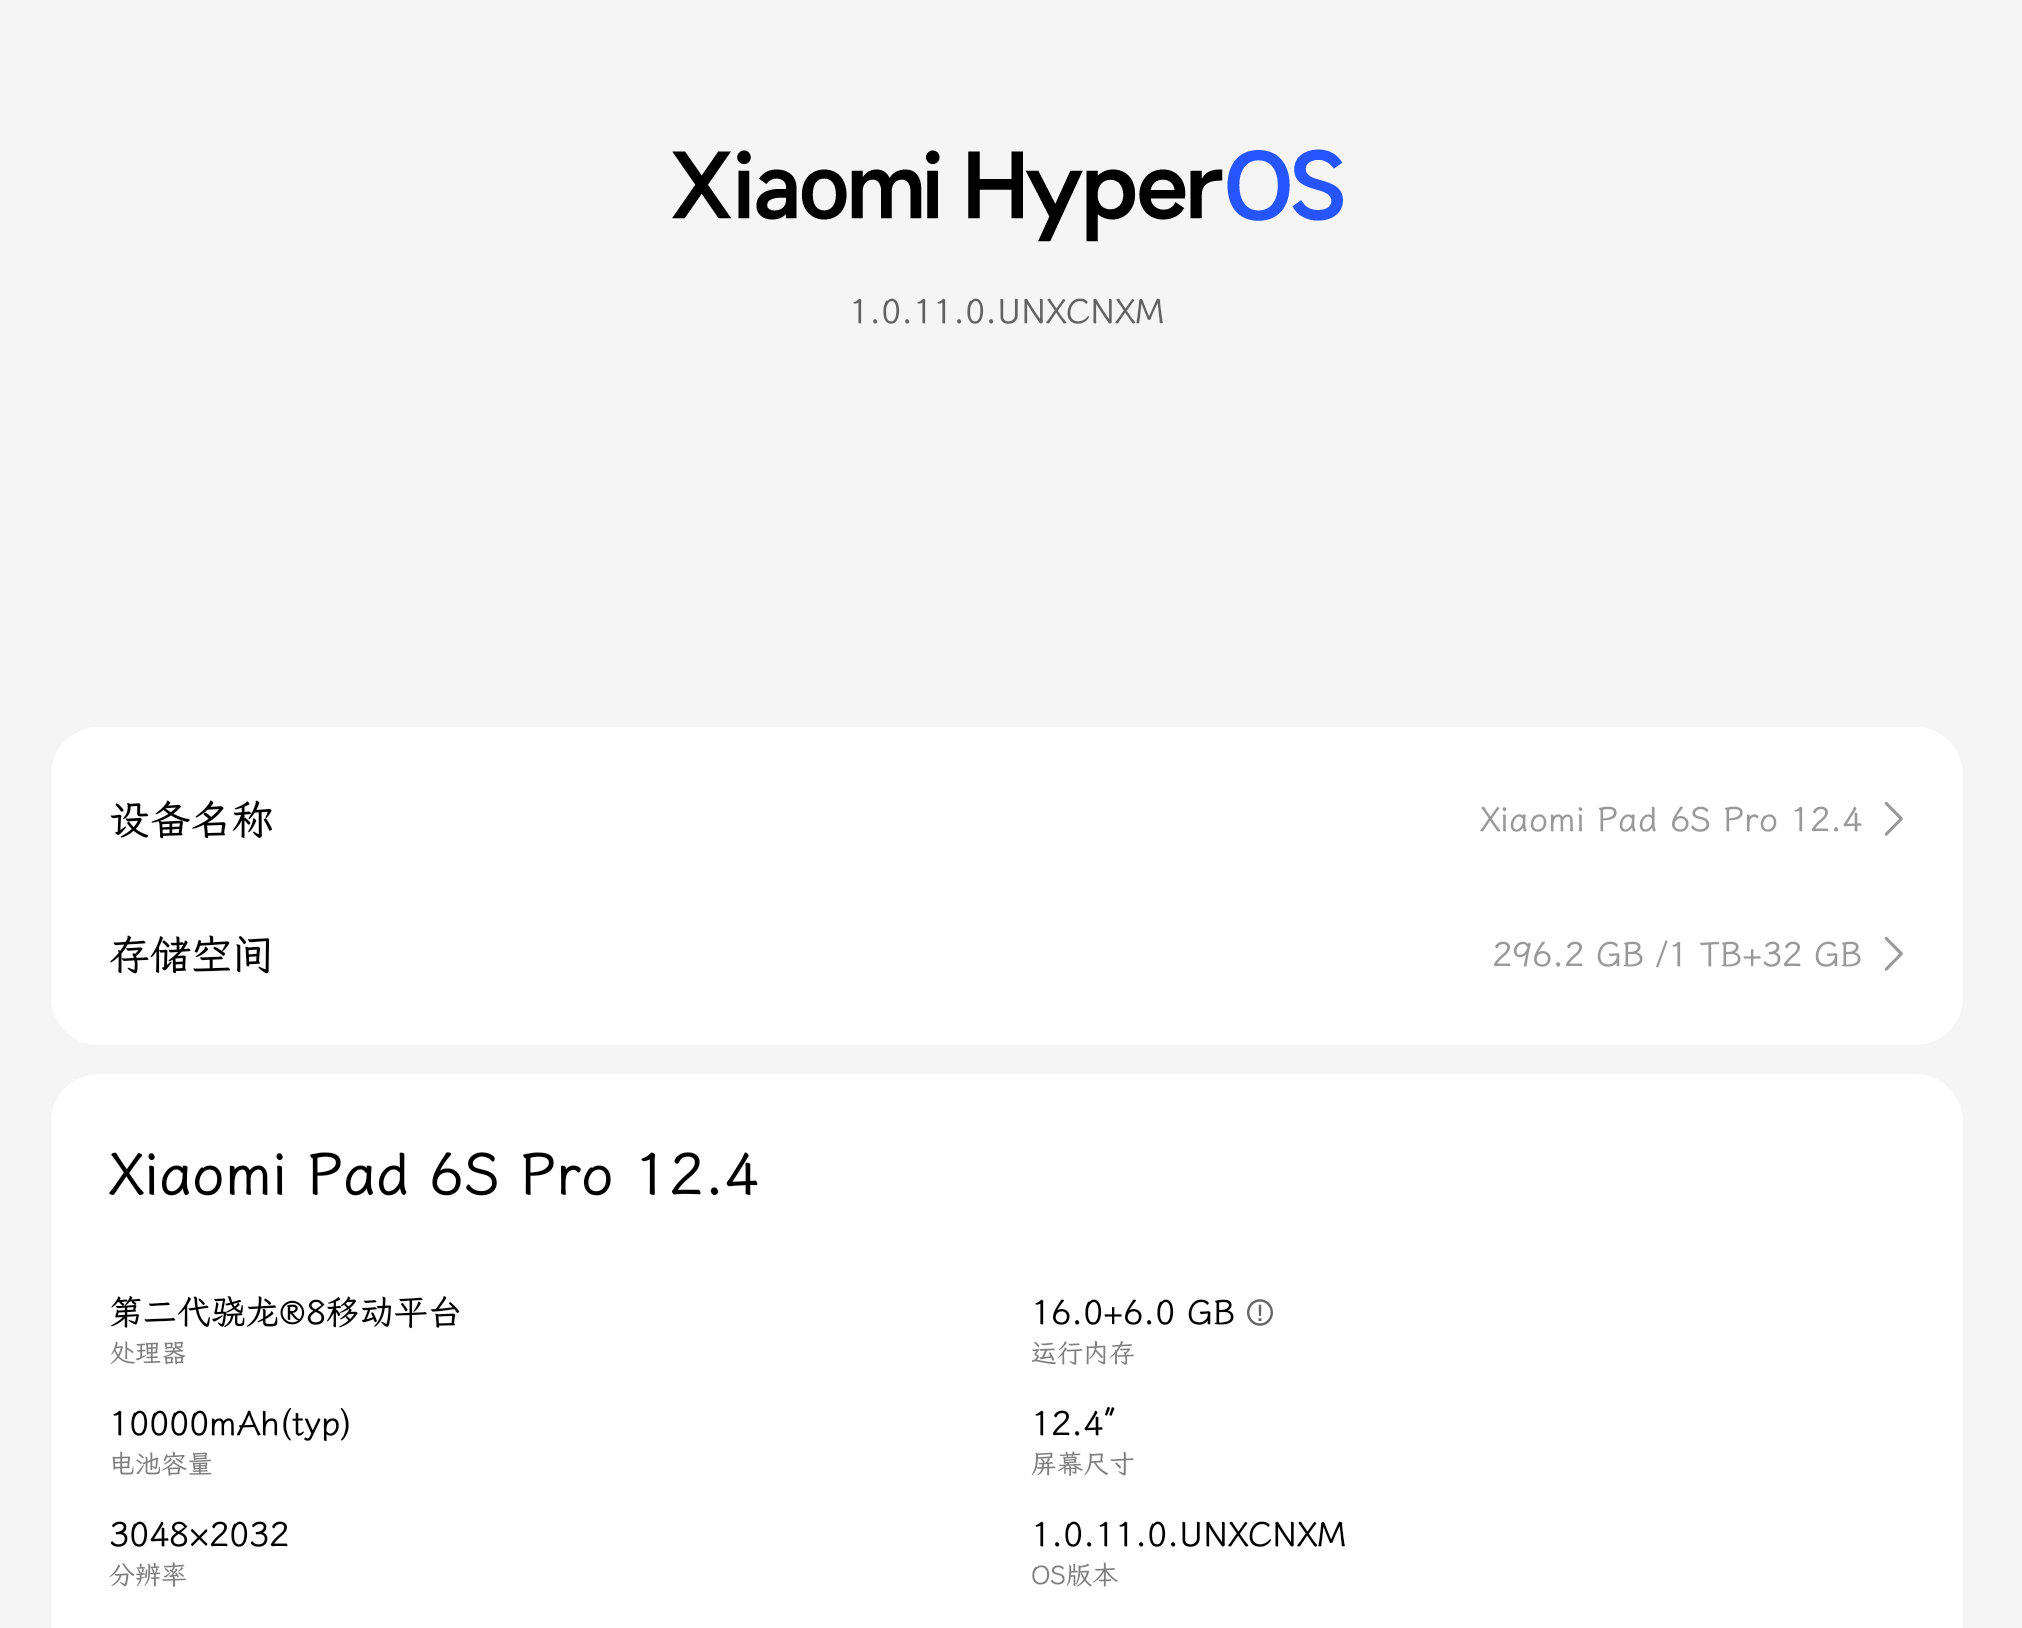 Xiaomi HyperOS
1.0.11.0.UNXCNXM
设备名称 Xiaomi Pad 6S Pro 12.4
存储空间 296.2 GB /1 TB+32 GB
Xiaomi Pad 6S Pro 12.4
第二代骁龙®8移动平台 16.0+6.0 GB
处理器 运行内存
10000mAh(typ) 12.4"
电池容量 屏幕尺寸
3048×2032 1.0.11.0.UNXCNXM
分辨率 OS版本